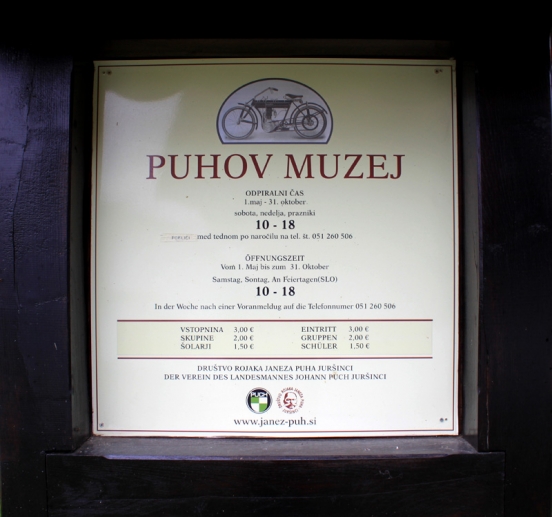 PUHOV MUZEJ
ODPIRALNI ČAS
1.maj - 31. oktober
sobota, nedelja, prazniki
10 - 18
med tednom po naročilu na tel. št. 051 260 506
ÖFFNUNGSZEIT
Vom 1. Maj bis zum 31. Oktober
Samstag, Sontag, An Feiertagen(SLO)
10 - 18
In der Woche nach einer Voranmeldug auf die Telefonnumer 051 260 506
VSTOPNINA 3,00 € EINTRITT 3,00 €
SKUPINE 2,00 € GRUPPEN 2,00 €
ŠOLARJI 1,50 € SCHÜLER 1,50 €
DRUŠTVO ROJAKA JANEZA PUHA JURŠINCI
DER VEREIN DES LANDESMANNES JOHANN PUCH JURŠINCI
PUCH
www.janez-puh.si